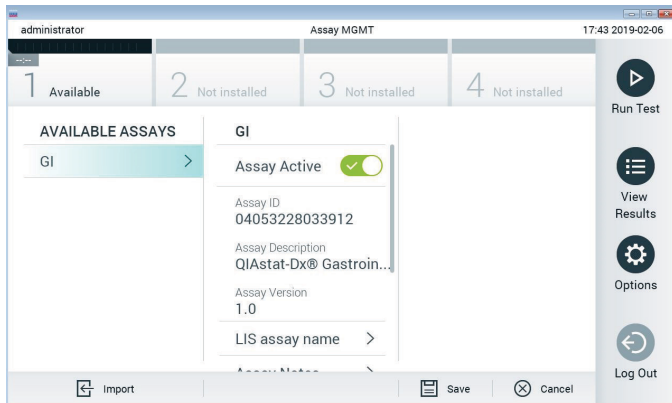 administrator
Assay MGMT
17:43 2019-02-06
--:--
1 Available
2 Not installed
3 Not installed
4 Not installed
Run Test
AVAILABLE ASSAYS
GI
GI
Assay Active
Assay ID
04053228033912
Assay Description
QIAstat-Dx® Gastroin...
Assay Version
1.0
LIS assay name
Assay Notes
View
Results
Options
Log Out
Import
Save
Cancel